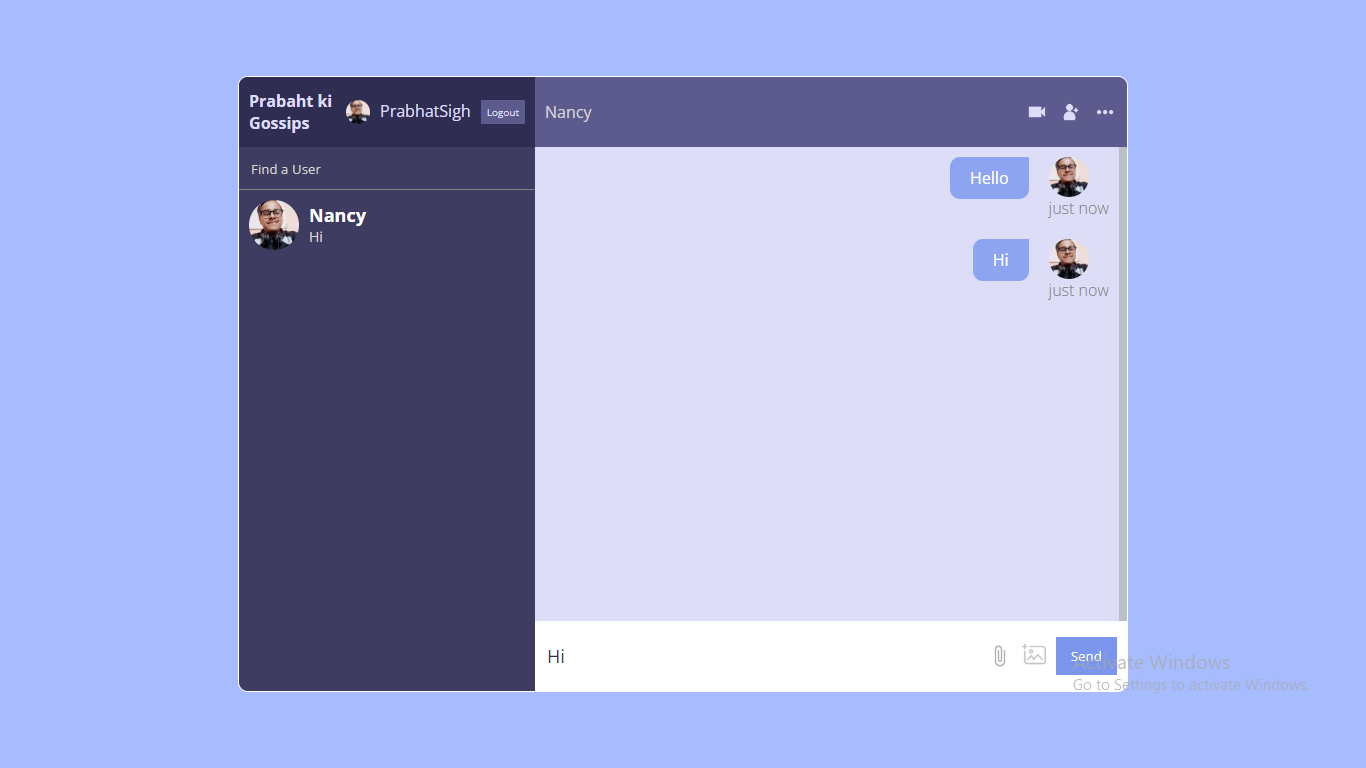 Prabaht ki
Gossips
PrabhatSigh
Logout
Nancy
Find a User
Nancy
Hi
Hello
just now
Hi
just now
Hi
Send
Activate Windows
Go to Settings to activate Windows.